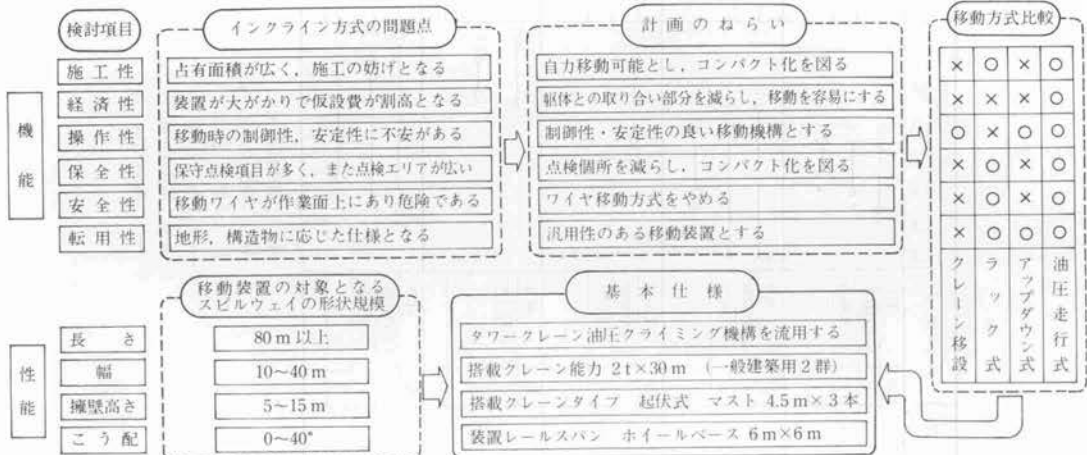 検討項目
インクライン方式の問題点
計画のねらい
移動方式比較
機能
施工性
占有面積が広く，施工の妨げとなる
自力移動可能とし，コンパクト化を図る
× ○ × ○
経済性
装置が大がかりで仮設費が割高となる
躯体との取り合い部分を減らし，移動を容易にする
× × × ○
操作性
移動時の制御性，安定性に不安がある
制御性・安定性の良い移動機構とする
○ × ○ ○
保全性
保守点検項目が多く，また点検エリアが広い
点検個所を減らし，コンパクト化を図る
× ○ × ○
安全性
移動ワイヤが作業面上にあり危険である
ワイヤ移動方式をやめる
× ○ × ○
転用性
地形，構造物に応じた仕様となる
汎用性のある移動装置とする
× ○ ○ ○
クレーン移設
ラック式
アップダウン式
油圧走行式
移動装置の対象となる
スピルウェイの形状規模
基本仕様
性能
長さ
80m以上
タワークレーン油圧クライミング機構を流用する
幅
10～40m
搭載クレーン能力 2t×30m （一般建築用2群）
擁壁高さ
5～15m
搭載クレーンタイプ 起伏式 マスト 4.5m×3本
こう配
0～40°
装置レールスパン ホイールベース 6m×6m